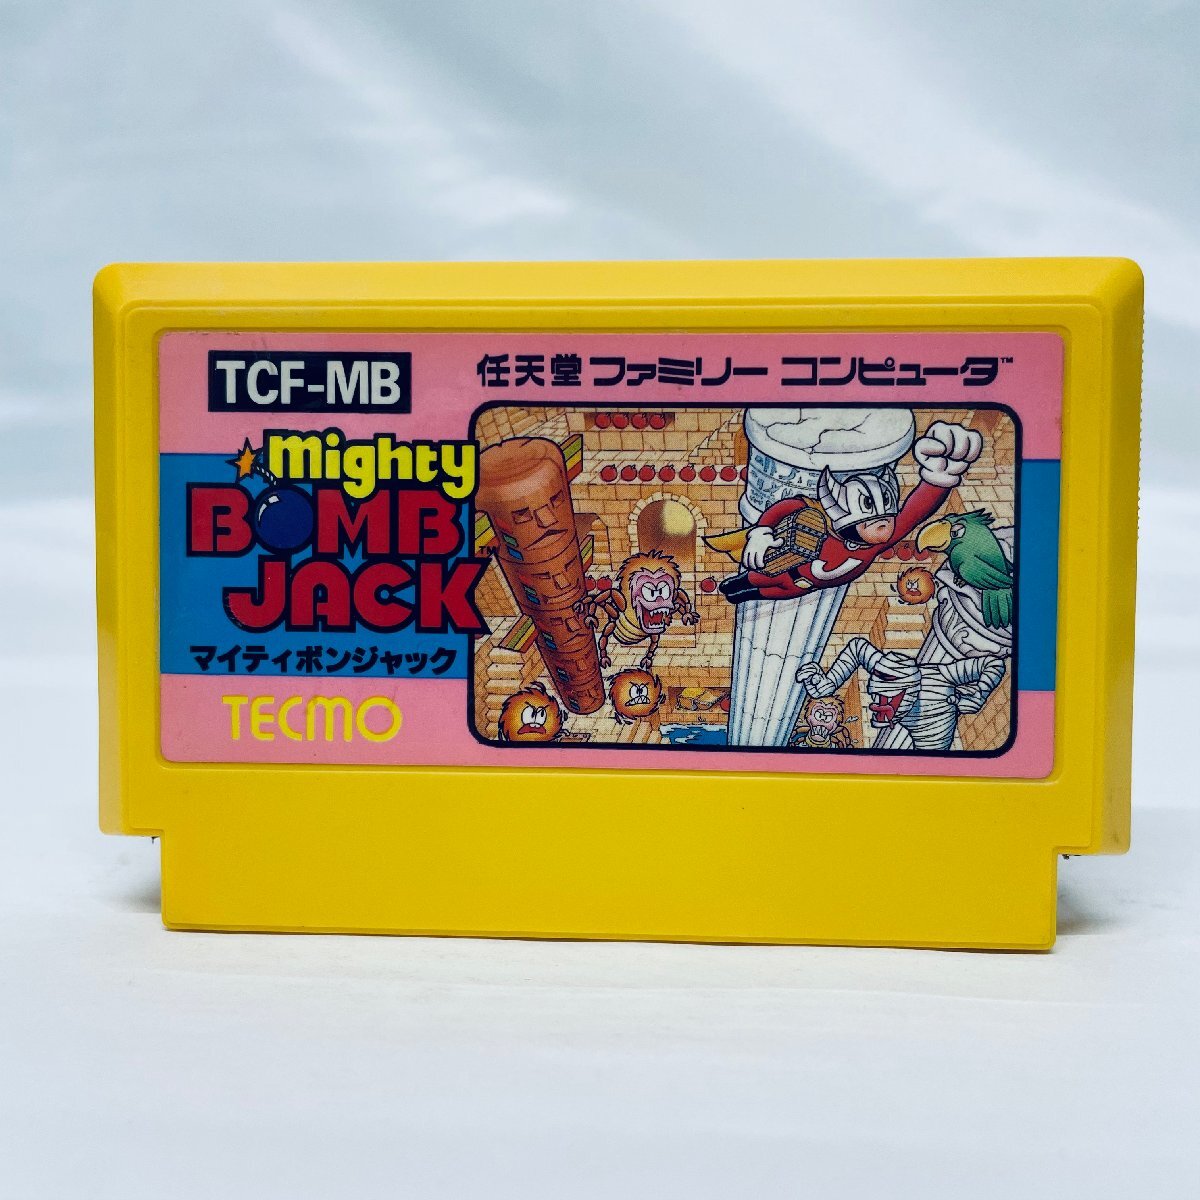 TCF-MB
任天堂 ファミリー コンピュータ™
mighty
BOMB
JACK™
マイティボンジャック
TECMO